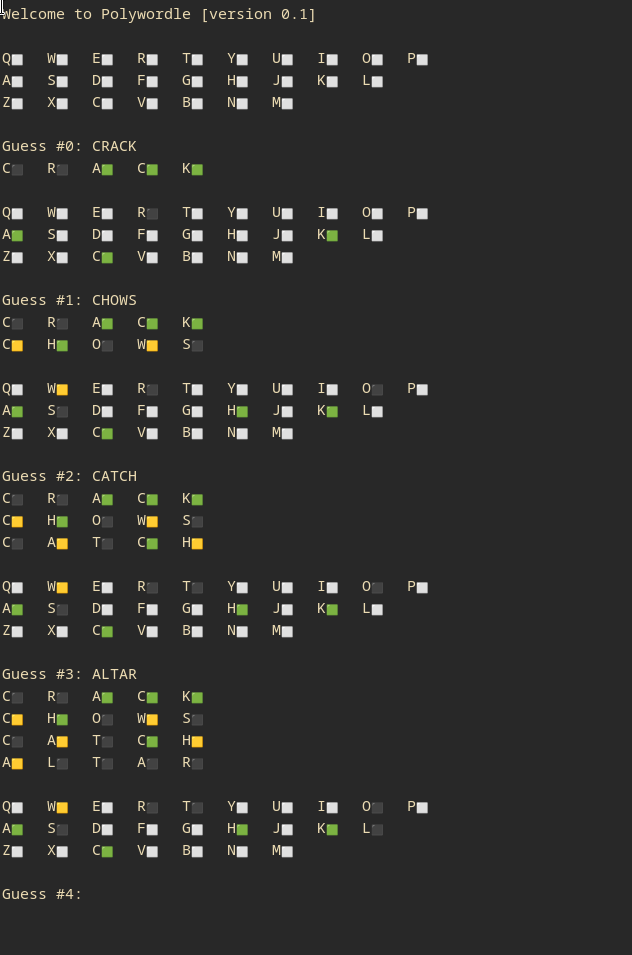 Welcome to Polywordle [version 0.1]
Q⬜ W⬜ E⬜ R⬜ T⬜ Y⬜ U⬜ I⬜ O⬜ P⬜
A⬜ S⬜ D⬜ F⬜ G⬜ H⬜ J⬜ K⬜ L⬜
Z⬜ X⬜ C⬜ V⬜ B⬜ N⬜ M⬜
Guess #0: CRACK
C⬛ R⬛ A🟩 C🟩 K🟩
Q⬜ W⬜ E⬜ R⬛ T⬜ Y⬜ U⬜ I⬜ O⬜ P⬜
A🟩 S⬜ D⬜ F⬜ G⬜ H⬜ J⬜ K🟩 L⬜
Z⬜ X⬜ C🟩 V⬜ B⬜ N⬜ M⬜
Guess #1: CHOWS
C⬛ R⬛ A🟩 C🟩 K🟩
C🟨 H🟩 O⬛ W🟨 S⬛
Q⬜ W🟨 E⬜ R⬛ T⬜ Y⬜ U⬜ I⬜ O⬛ P⬜
A🟩 S⬛ D⬜ F⬜ G⬜ H🟩 J⬜ K🟩 L⬜
Z⬜ X⬜ C🟩 V⬜ B⬜ N⬜ M⬜
Guess #2: CATCH
C⬛ R⬛ A🟩 C🟩 K🟩
C🟨 H🟩 O⬛ W🟨 S⬛
C⬛ A🟨 T⬛ C🟩 H🟨
Q⬜ W🟨 E⬜ R⬛ T⬛ Y⬜ U⬜ I⬜ O⬛ P⬜
A🟩 S⬛ D⬜ F⬜ G⬜ H🟩 J⬜ K🟩 L⬜
Z⬜ X⬜ C🟩 V⬜ B⬜ N⬜ M⬜
Guess #3: ALTAR
C⬛ R⬛ A🟩 C🟩 K🟩
C🟨 H🟩 O⬛ W🟨 S⬛
C⬛ A🟨 T⬛ C🟩 H🟨
A🟨 L⬛ T⬛ A⬛ R⬛
Q⬜ W🟨 E⬜ R⬛ T⬛ Y⬜ U⬜ I⬜ O⬛ P⬜
A🟩 S⬛ D⬜ F⬜ G⬜ H🟩 J⬜ K🟩 L⬛
Z⬜ X⬜ C🟩 V⬜ B⬜ N⬜ M⬜
Guess #4: